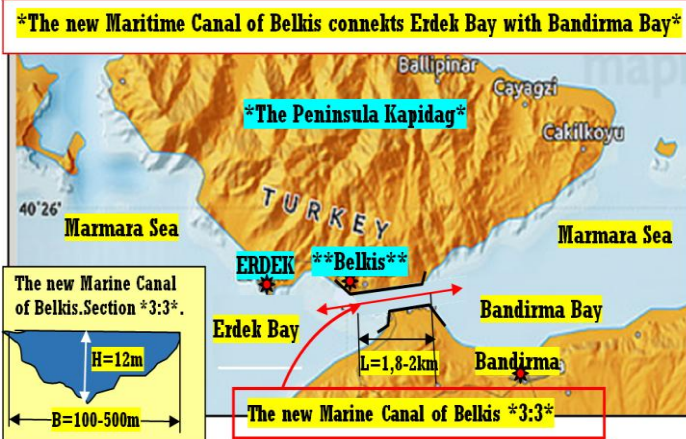 *The new Maritime Canal of Belkis connekts Erdek Bay with Bandirma Bay*
Ballipinar
Cayagzi
*The Peninsula Kapidag*
Cakilkoyu
40°26'
TURKEY
Marmara Sea
Marmara Sea
ERDEK
**Belkis**
The new Marine Canal
of Belkis.Section *3:3*.
Erdek Bay
Bandirma Bay
H=12m
L=1,8-2km
Bandirma
B=100-500m
The new Marine Canal of Belkis *3:3*